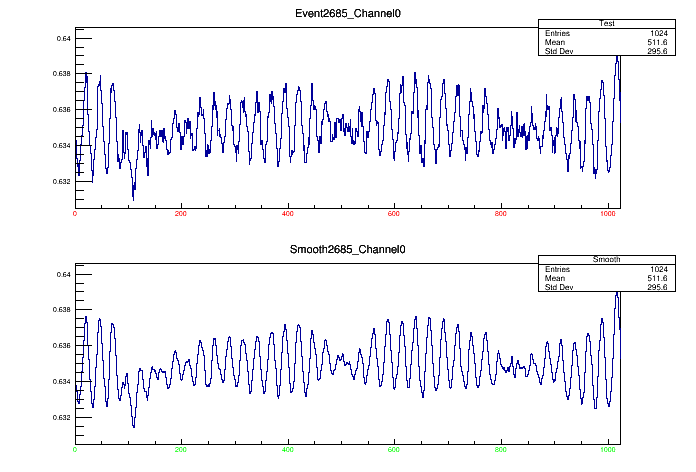 Event2685_Channel0
Test
Entries 1024
Mean 511.6
Std Dev 295.6
0.64
0.638
0.636
0.634
0.632
0 200 400 600 800 1000
Smooth2685_Channel0
Smooth
Entries 1024
Mean 511.6
Std Dev 295.6
0.64
0.638
0.636
0.634
0.632
0 200 400 600 800 1000